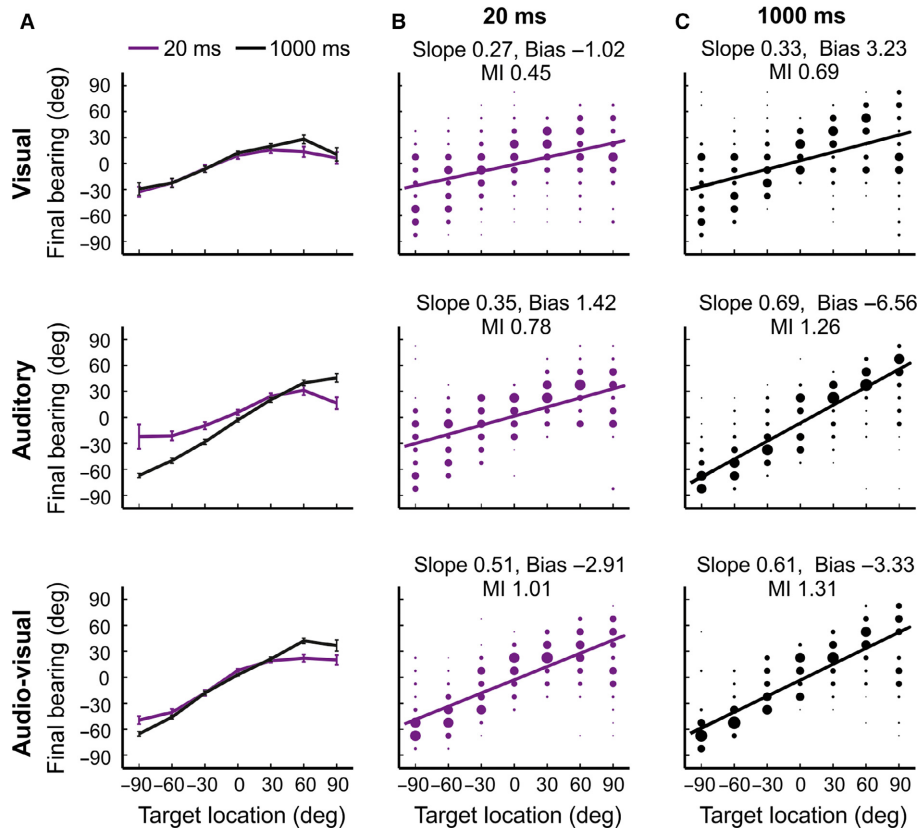 A
B
20 ms
C
1000 ms
20 ms
1000 ms
Slope 0.27, Bias −1.02
MI 0.45
Slope 0.33, Bias 3.23
MI 0.69
Visual
Final bearing (deg)
90
60
30
0
−30
−60
−90
Slope 0.35, Bias 1.42
MI 0.78
Slope 0.69, Bias −6.56
MI 1.26
Auditory
Final bearing (deg)
90
60
30
0
−30
−60
−90
Slope 0.51, Bias −2.91
MI 1.01
Slope 0.61, Bias −3.33
MI 1.31
Audio-visual
Final bearing (deg)
90
60
30
0
−30
−60
−90
−90 −60 −30 0 30 60 90
−90 −60 −30 0 30 60 90
−90 −60 −30 0 30 60 90
Target location (deg)
Target location (deg)
Target location (deg)